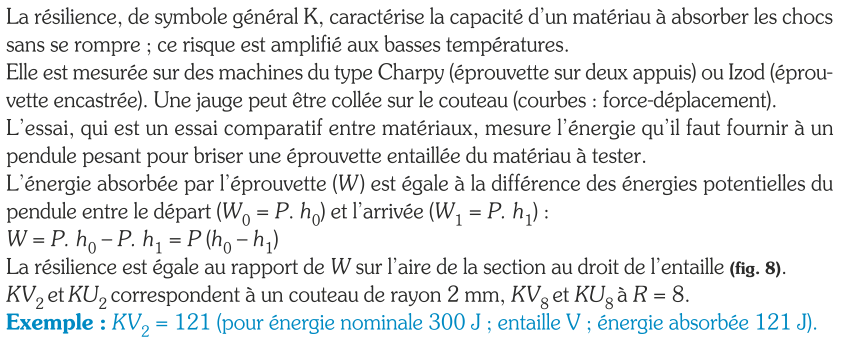 La résilience, de symbole général K, caractérise la capacité d'un matériau à absorber les chocs
sans se rompre ; ce risque est amplifié aux basses températures.
Elle est mesurée sur des machines du type Charpy (éprouvette sur deux appuis) ou Izod (éprou-
vette encastrée). Une jauge peut être collée sur le couteau (courbes : force-déplacement).
L'essai, qui est un essai comparatif entre matériaux, mesure l'énergie qu'il faut fournir à un
pendule pesant pour briser une éprouvette entaillée du matériau à tester.
L'énergie absorbée par l'éprouvette (W) est égale à la différence des énergies potentielles du
pendule entre le départ (W₀ = P. h₀) et l'arrivée (W₁ = P. h₁) :
W = P. h₀ – P. h₁ = P (h₀ – h₁)
La résilience est égale au rapport de W sur l'aire de la section au droit de l'entaille (fig. 8).
KV₂ et KU₂ correspondent à un couteau de rayon 2 mm, KV₈ et KU₈ à R = 8.
Exemple : KV₂ = 121 (pour énergie nominale 300 J ; entaille V ; énergie absorbée 121 J).